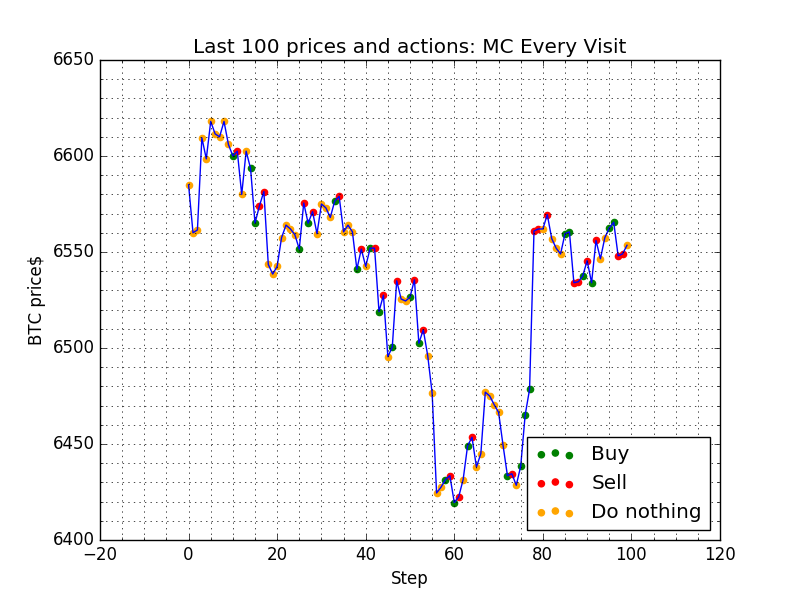 Last 100 prices and actions: MC Every Visit
6650
6600
6550
6500
6450
6400
BTC price$
−20
0
20
40
60
80
100
120
Step
Buy
Sell
Do nothing